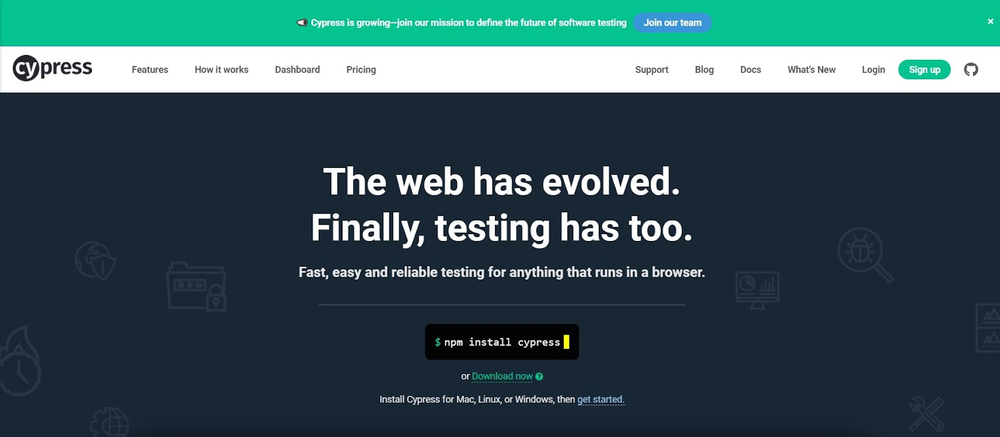 Cypress is growing—join our mission to define the future of software testing Join our team ×
cypress Features How it works Dashboard Pricing Support Blog Docs What's New Login Sign up
The web has evolved.
Finally, testing has too.
Fast, easy and reliable testing for anything that runs in a browser.
***
$ npm install cypress
or Download now ?
Install Cypress for Mac, Linux, or Windows, then get started.